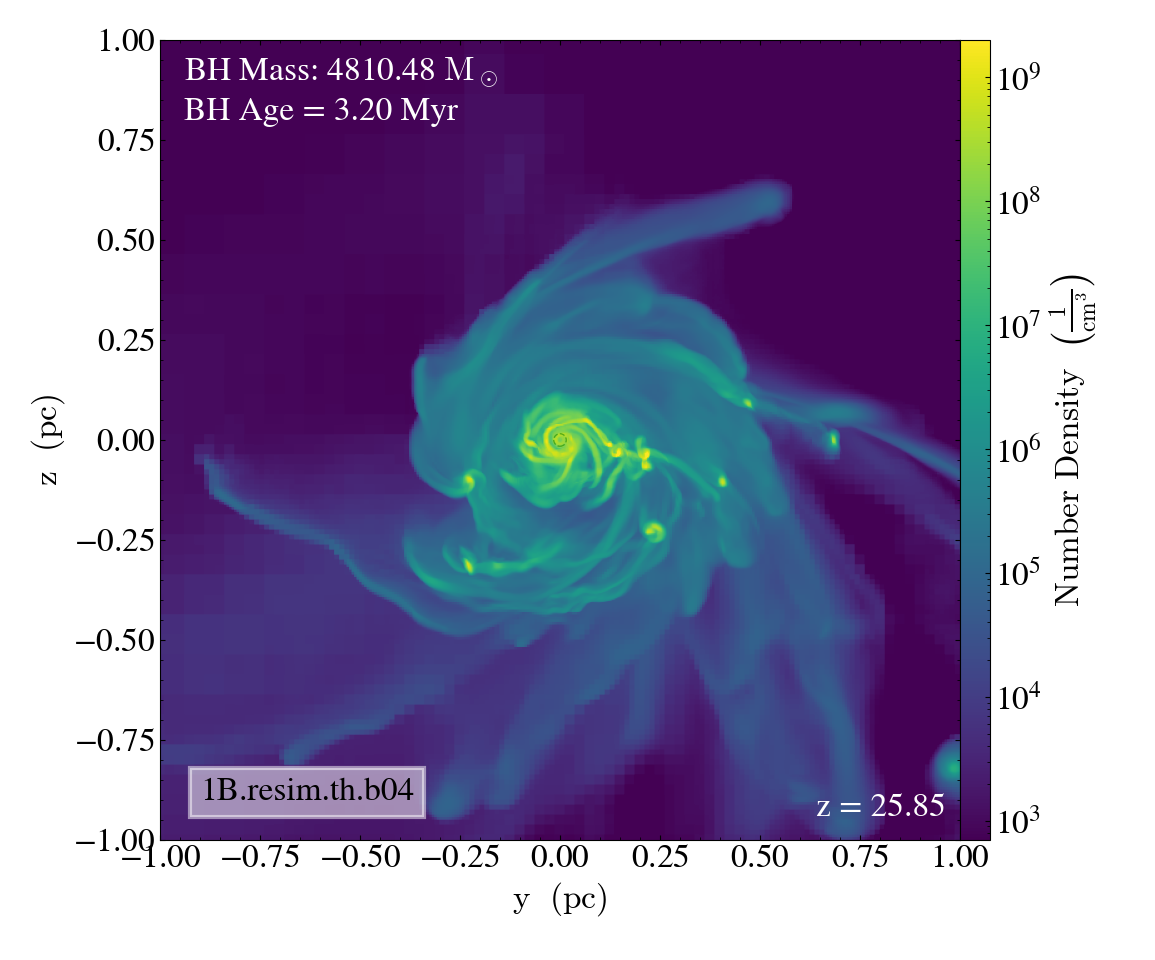 BH Mass: 4810.48 M☉
BH Age = 3.20 Myr
1B.resim.th.b04
z = 25.85
1.00
0.75
0.50
0.25
0.00
−0.25
−0.50
−0.75
−1.00
z (pc)
−1.00 −0.75 −0.50 −0.25 0.00 0.25 0.50 0.75 1.00
y (pc)
10⁹
10⁸
10⁷
10⁶
10⁵
10⁴
10³
Number Density (1/cm³)